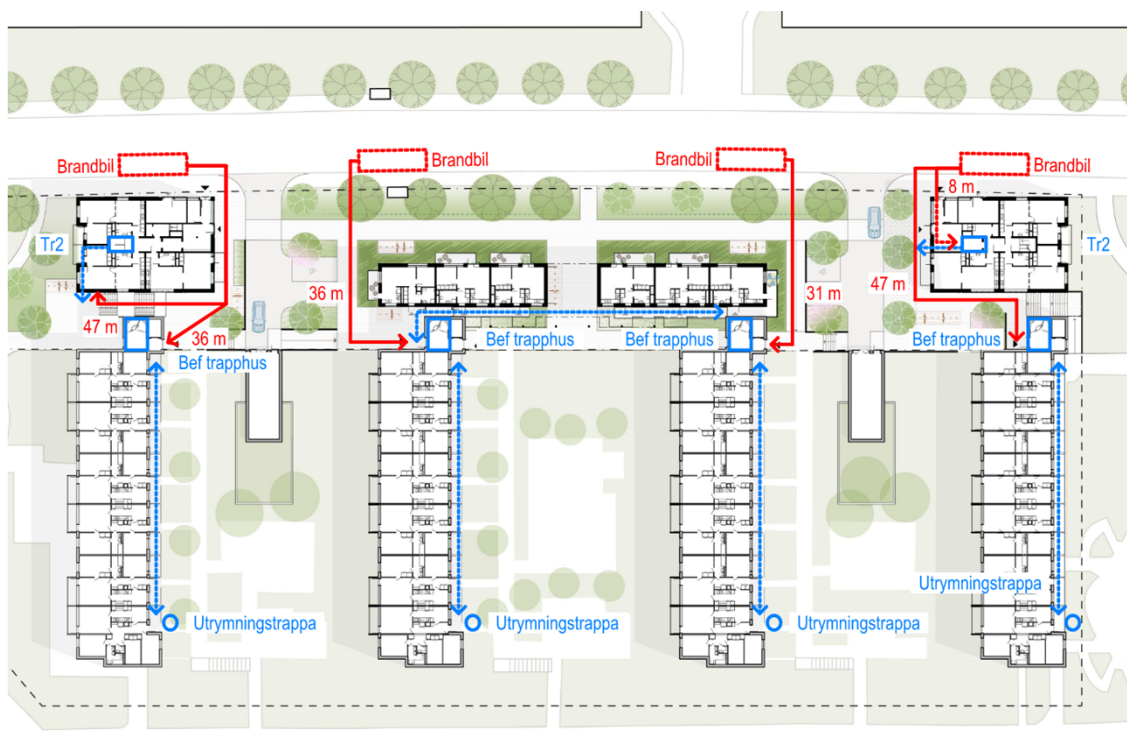 Brandbil
Brandbil
Brandbil
Brandbil
8 m
Tr2
Tr2
36 m
31 m
47 m
47 m
36 m
Bef trapphus
Bef trapphus
Bef trapphus
Bef trapphus
Utrymningstrappa
Utrymningstrappa
Utrymningstrappa
Utrymningstrappa